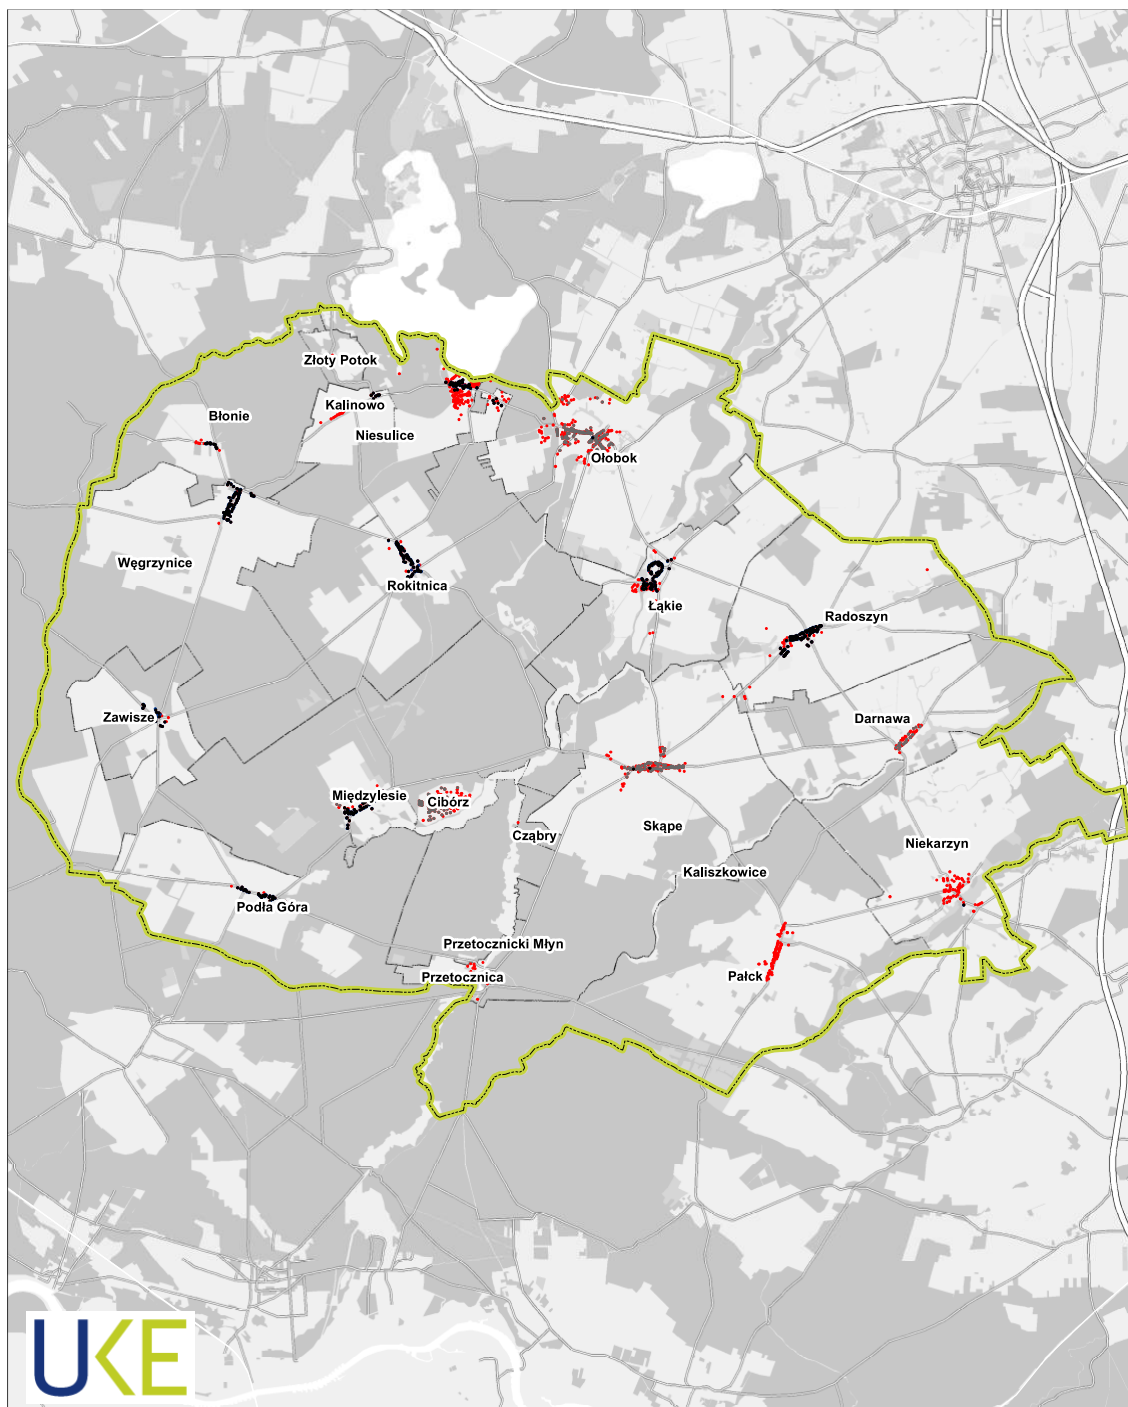 Złoty Potok
Kalinowo
Błonie
Niesulice
Ołobok
Węgrzynice
Rokitnica
Łąkie
Radoszyn
Zawisze
Darnawa
Międzylesie
Cibórz
Cząbry
Skąpe
Niekarzyn
Kaliszkowice
Podła Góra
Przetocznicki Młyn
Przetocznica
Pałck
UKE